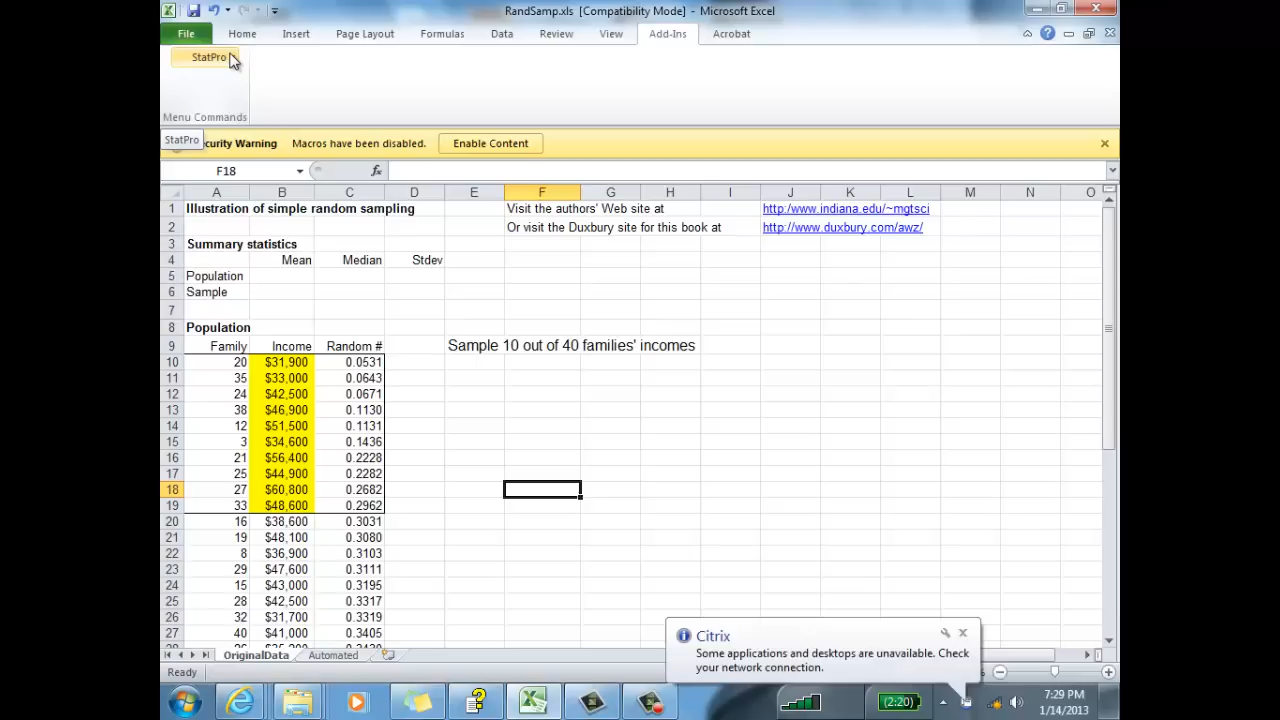 RandSamp.xls [Compatibility Mode] - Microsoft Excel
File Home Insert Page Layout Formulas Data Review View Add-Ins Acrobat
StatPro
Menu Commands
StatPro
curity Warning Macros have been disabled. Enable Content
F18 fx
A B C D E F G H I J K L M N O
1 Illustration of simple random sampling Visit the authors' Web site at http:/www.indiana.edu/~mgtsci
2 Or visit the Duxbury site for this book at http://www.duxbury.com/awz/
3 Summary statistics
4 Mean Median Stdev
5 Population
6 Sample
7
8 Population
9 Family Income Random # Sample 10 out of 40 families' incomes
10 20 $31,900 0.0531
11 35 $33,000 0.0643
12 24 $42,500 0.0671
13 38 $46,900 0.1130
14 12 $51,500 0.1131
15 3 $34,600 0.1436
16 21 $56,400 0.2228
17 25 $44,900 0.2282
18 27 $60,800 0.2682
19 33 $48,600 0.2962
20 16 $38,600 0.3031
21 19 $48,100 0.3080
22 8 $36,900 0.3103
23 29 $47,600 0.3111
24 15 $43,000 0.3195
25 28 $42,500 0.3317
26 32 $31,700 0.3319
27 40 $41,000 0.3405
OriginalData Automated
Ready
Citrix
Some applications and desktops are unavailable. Check
your network connection.
(2:20)
7:29 PM
1/14/2013